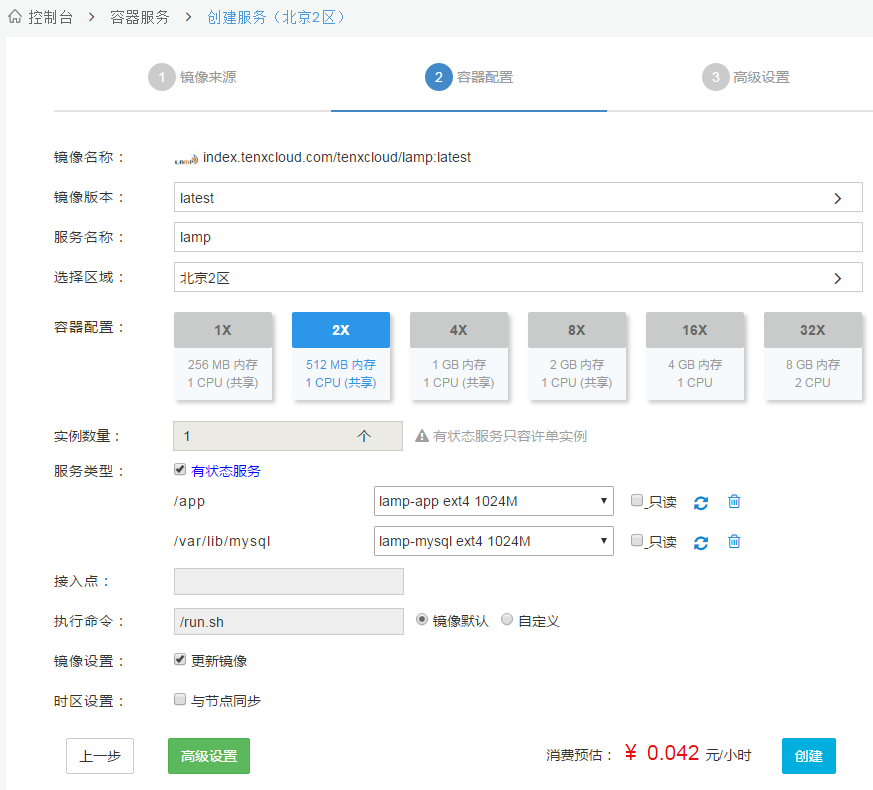 控制台 > 容器服务 > 创建服务（北京2区）
1 镜像来源 2 容器配置 3 高级设置
镜像名称： LAMP index.tenxcloud.com/tenxcloud/lamp:latest
镜像版本： latest
服务名称： lamp
选择区域： 北京2区
容器配置： 1X 2X 4X 8X 16X 32X
256 MB 内存 512 MB 内存 1 GB 内存 2 GB 内存 4 GB 内存 8 GB 内存
1 CPU (共享) 1 CPU (共享) 1 CPU (共享) 1 CPU (共享) 1 CPU 2 CPU
实例数量： 1 个 有状态服务只容许单实例
服务类型： 有状态服务
/app lamp-app ext4 1024M 只读
/var/lib/mysql lamp-mysql ext4 1024M 只读
接入点：
执行命令： /run.sh 镜像默认 自定义
镜像设置： 更新镜像
时区设置： 与节点同步
上一步 高级设置 消费预估： ¥ 0.042 元/小时 创建